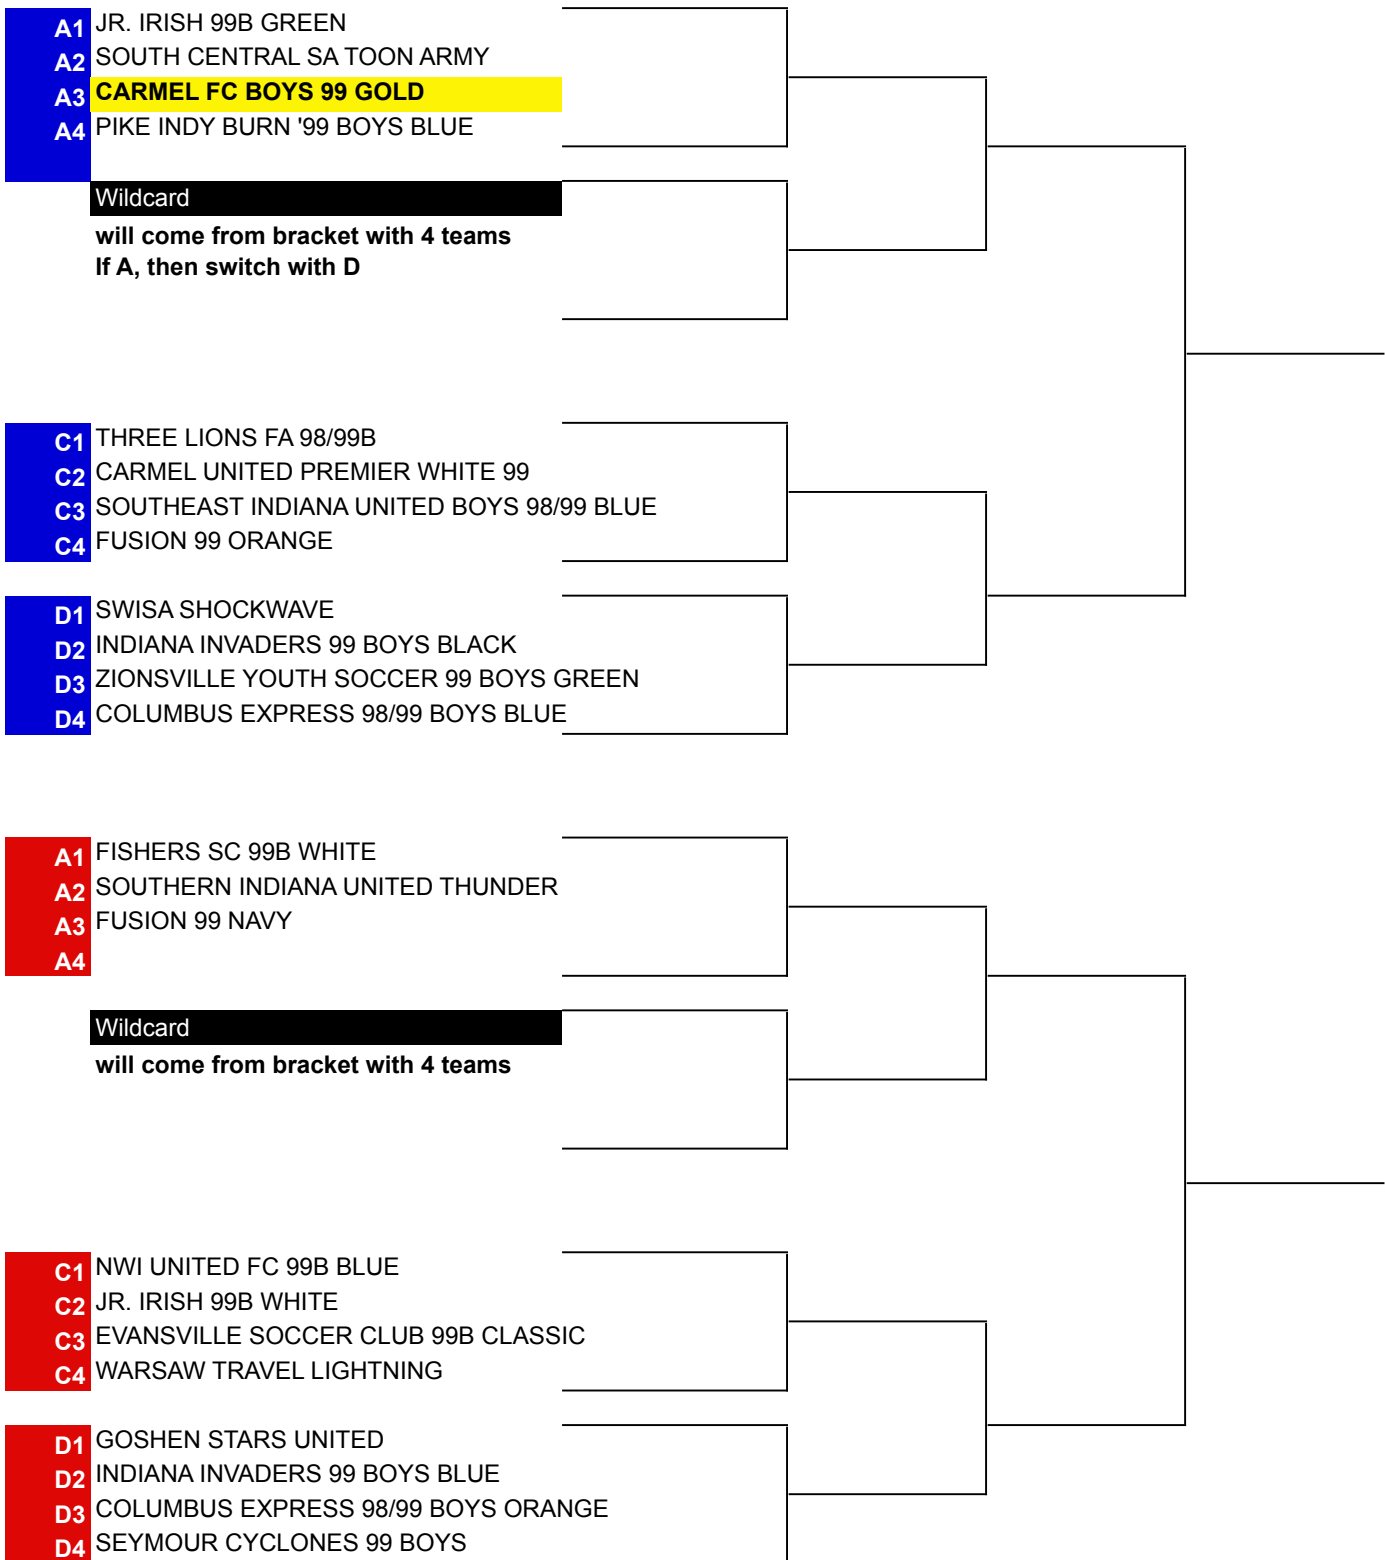 A1 JR. IRISH 99B GREEN
A2 SOUTH CENTRAL SA TOON ARMY
A3 CARMEL FC BOYS 99 GOLD
A4 PIKE INDY BURN '99 BOYS BLUE
Wildcard
will come from bracket with 4 teams
If A, then switch with D
C1 THREE LIONS FA 98/99B
C2 CARMEL UNITED PREMIER WHITE 99
C3 SOUTHEAST INDIANA UNITED BOYS 98/99 BLUE
C4 FUSION 99 ORANGE
D1 SWISA SHOCKWAVE
D2 INDIANA INVADERS 99 BOYS BLACK
D3 ZIONSVILLE YOUTH SOCCER 99 BOYS GREEN
D4 COLUMBUS EXPRESS 98/99 BOYS BLUE
A1 FISHERS SC 99B WHITE
A2 SOUTHERN INDIANA UNITED THUNDER
A3 FUSION 99 NAVY
A4
Wildcard
will come from bracket with 4 teams
C1 NWI UNITED FC 99B BLUE
C2 JR. IRISH 99B WHITE
C3 EVANSVILLE SOCCER CLUB 99B CLASSIC
C4 WARSAW TRAVEL LIGHTNING
D1 GOSHEN STARS UNITED
D2 INDIANA INVADERS 99 BOYS BLUE
D3 COLUMBUS EXPRESS 98/99 BOYS ORANGE
D4 SEYMOUR CYCLONES 99 BOYS